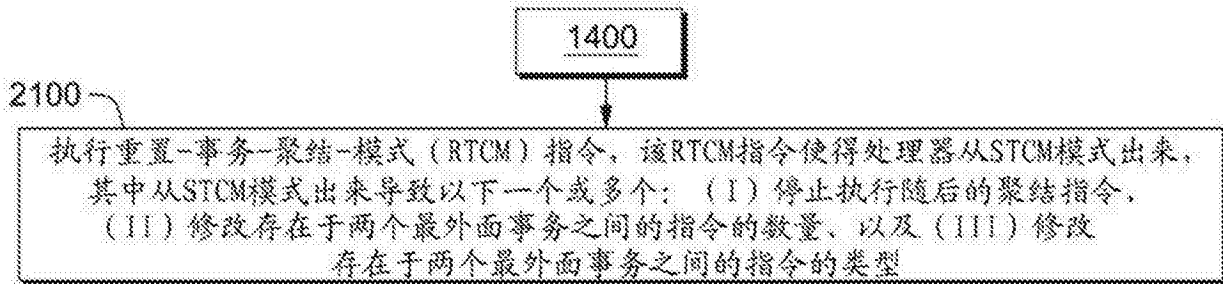 1400
2100
执行重置-事务-聚结-模式（RTCM）指令，该RTCM指令使得处理器从STCM模式出来，
其中从STCM模式出来导致以下一个或多个：（I）停止执行随后的聚结指令、
（II）修改存在于两个最外面事务之间的指令的数量、以及（III）修改
存在于两个最外面事务之间的指令的类型